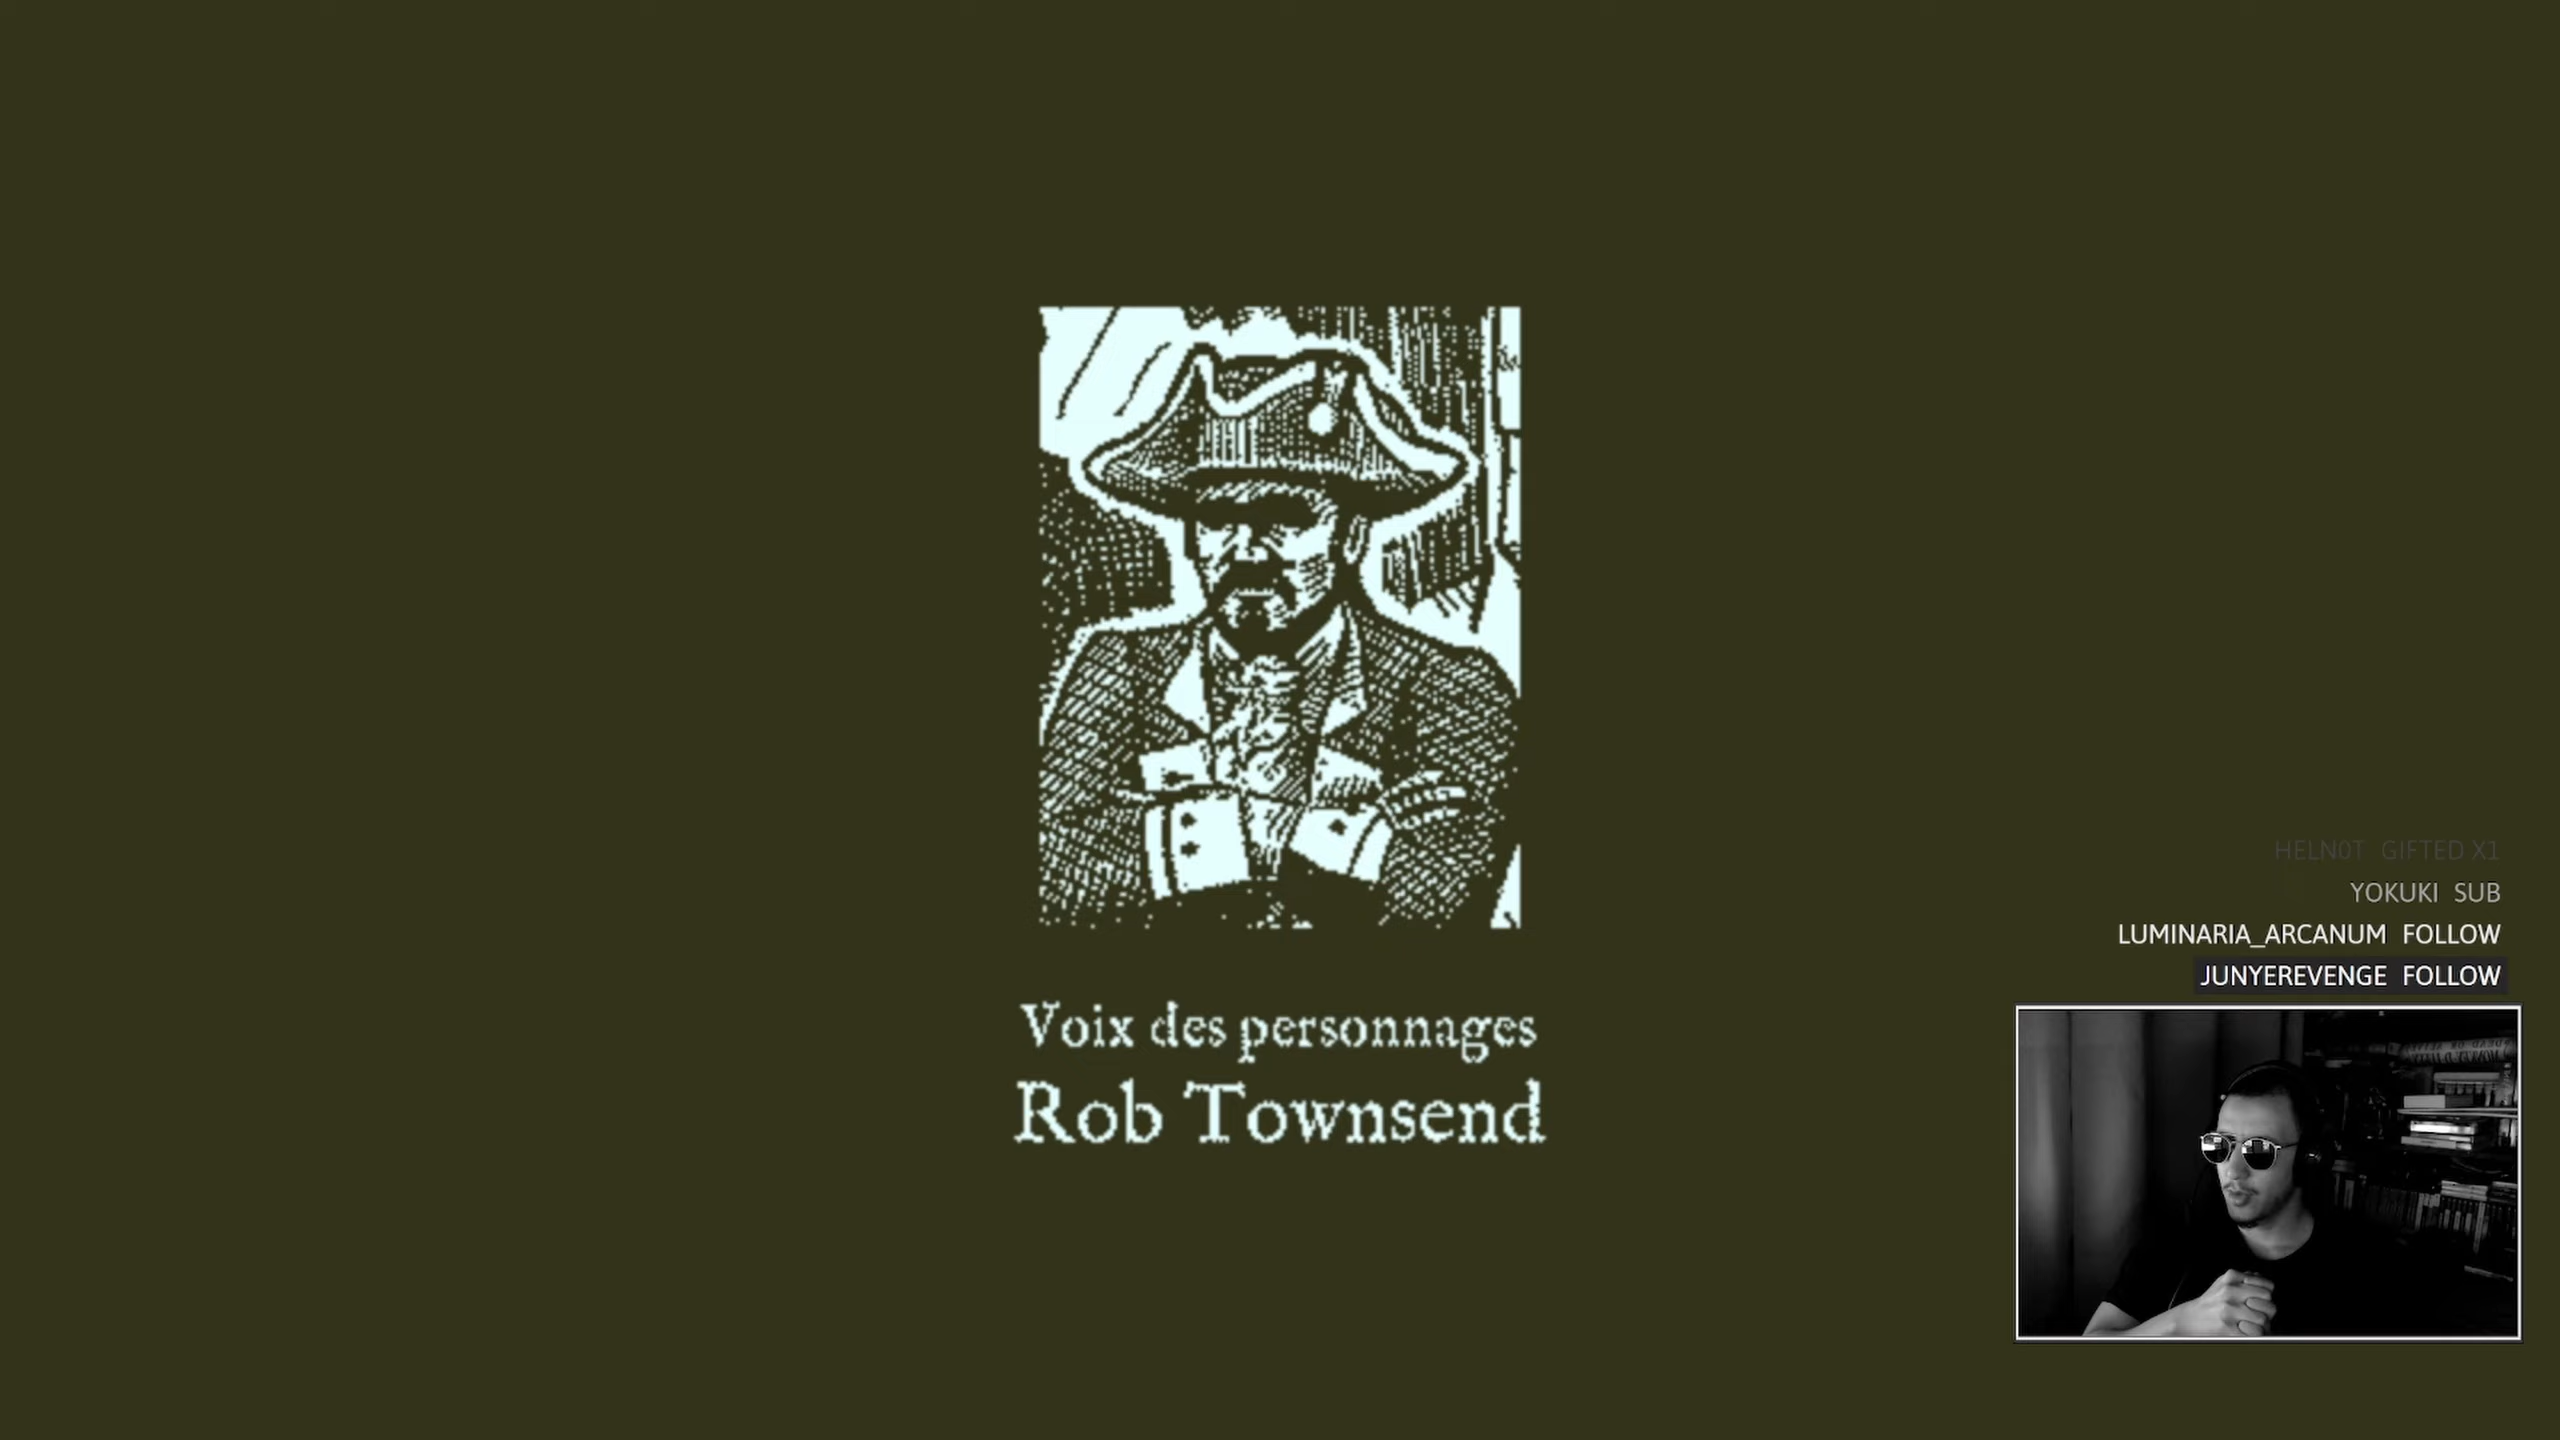 Voix des personnages
Rob Townsend
HELN0T GIFTED X1
YOKUKI SUB
LUMINARIA_ARCANUM FOLLOW
JUNYEREVENGE FOLLOW